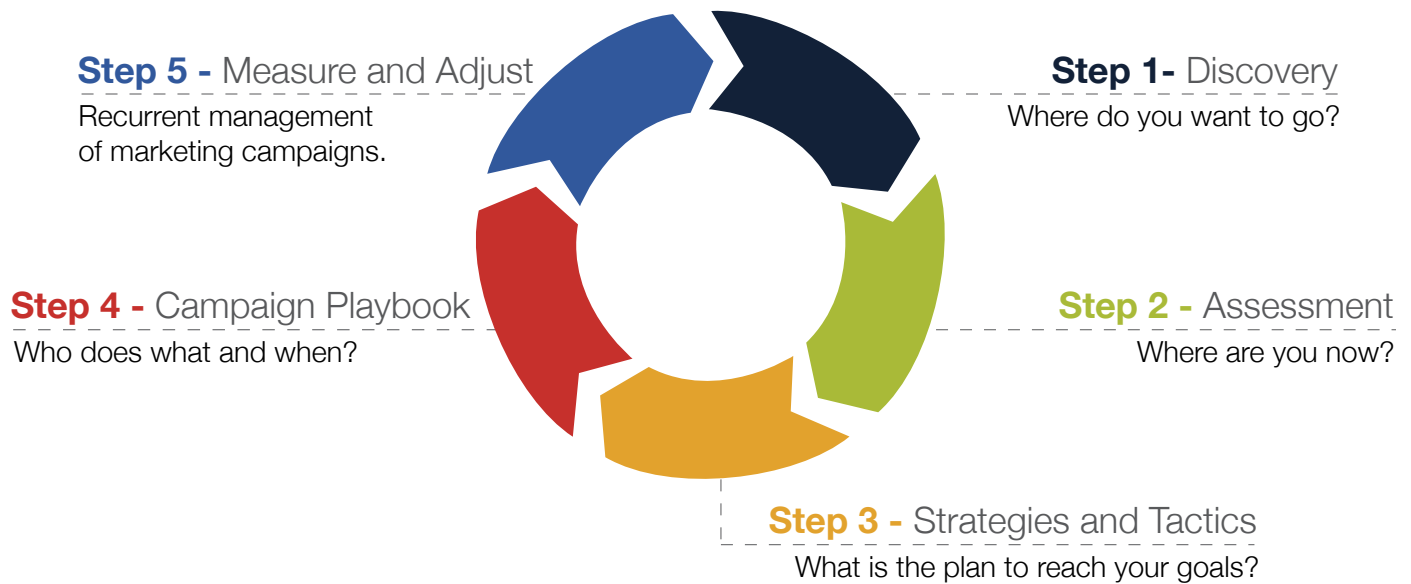 Step 1- Discovery
Where do you want to go?
Step 2 - Assessment
Where are you now?
Step 3 - Strategies and Tactics
What is the plan to reach your goals?
Step 4 - Campaign Playbook
Who does what and when?
Step 5 - Measure and Adjust
Recurrent management
of marketing campaigns.